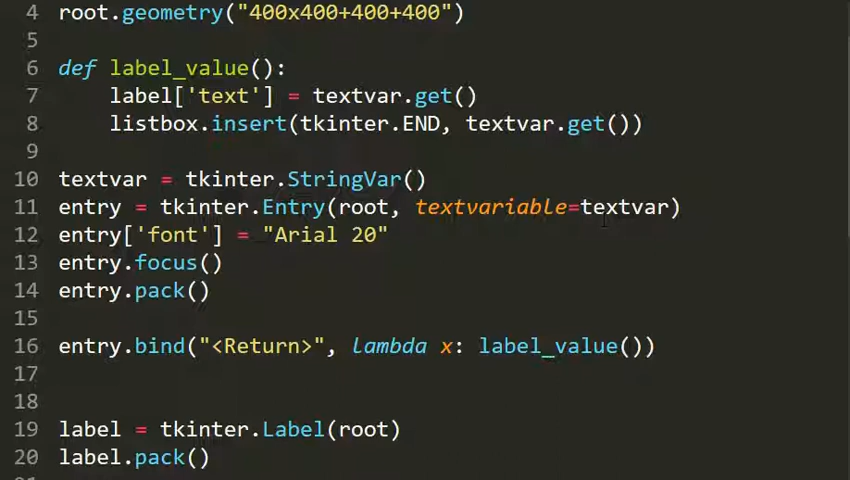 4 root.geometry("400x400+400+400")
5
6 def label_value():
7     label['text'] = textvar.get()
8     listbox.insert(tkinter.END, textvar.get())
9
10 textvar = tkinter.StringVar()
11 entry = tkinter.Entry(root, textvariable=textvar)
12 entry['font'] = "Arial 20"
13 entry.focus()
14 entry.pack()
15
16 entry.bind("<Return>", lambda x: label_value())
17
18
19 label = tkinter.Label(root)
20 label.pack()